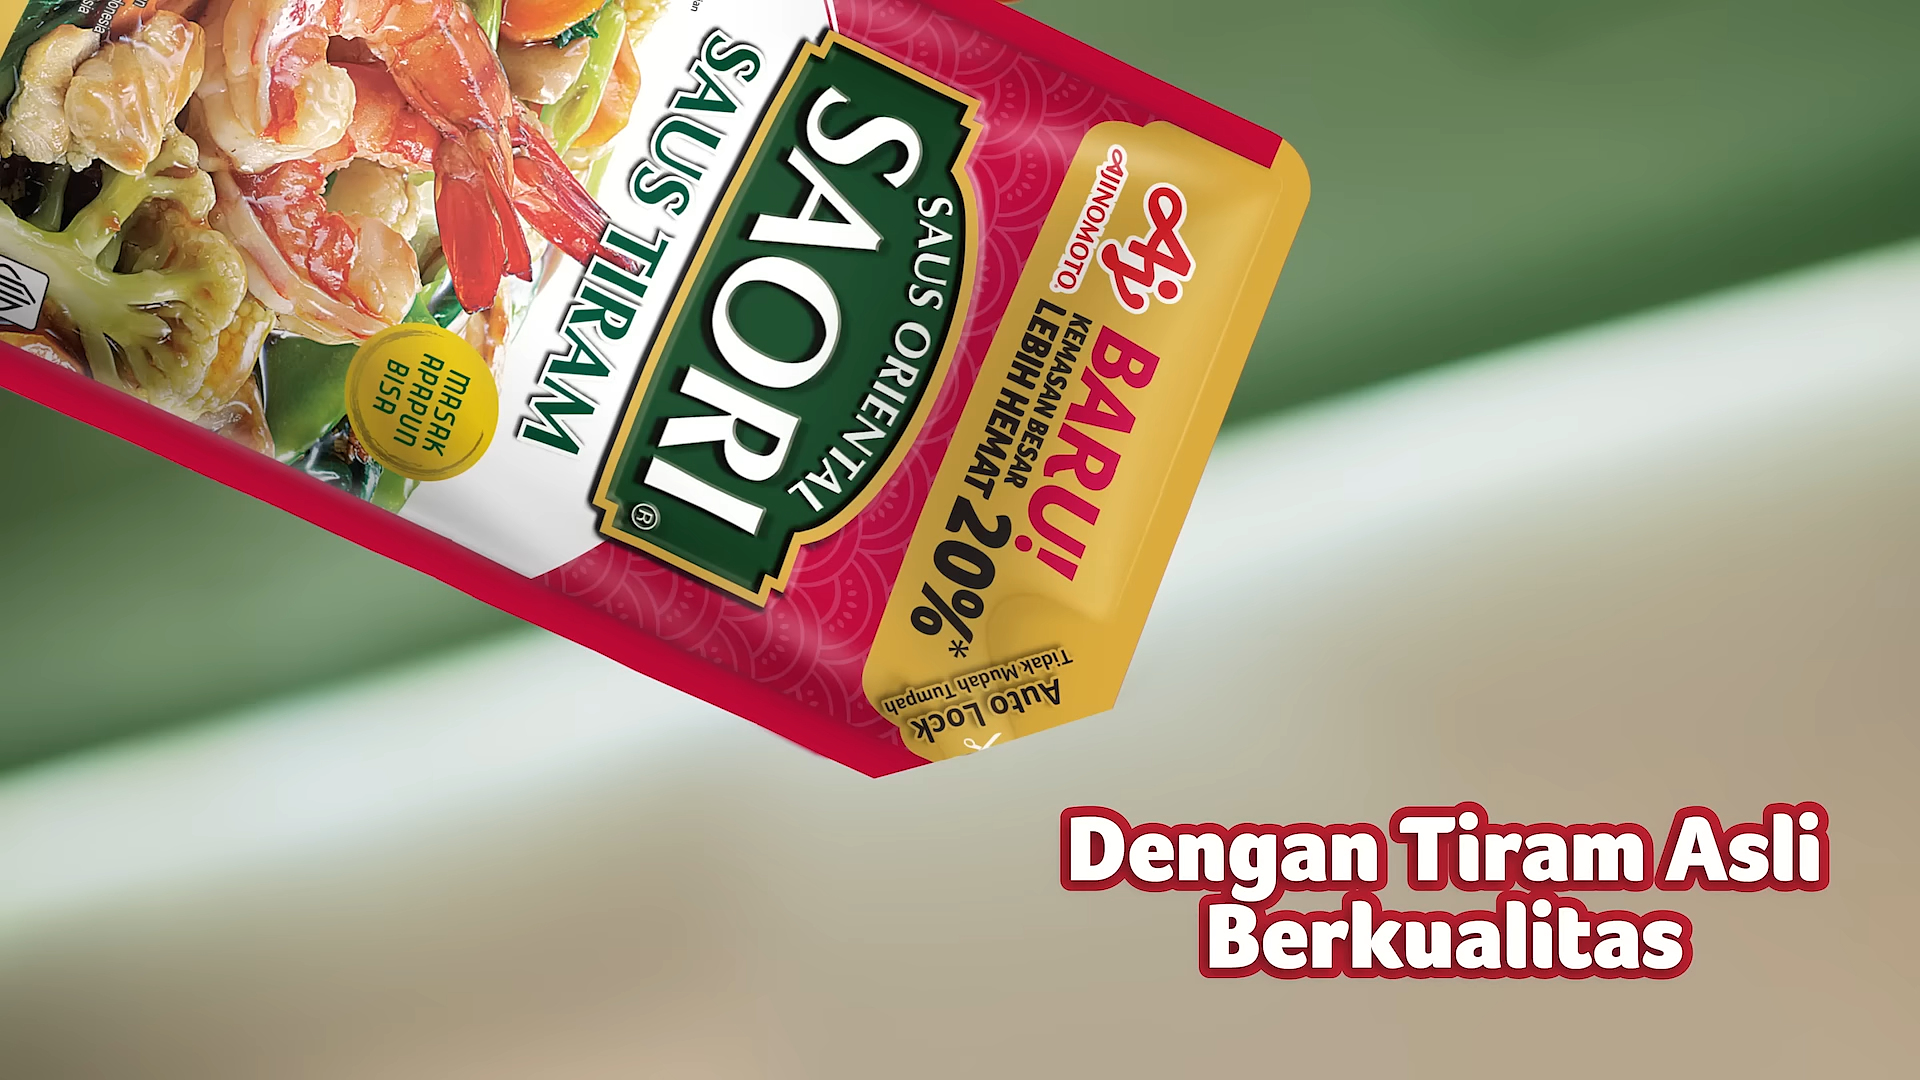 AJINOMOTO.
BARU!
KEMASAN BESAR
LEBIH HEMAT 20%*
Auto Lock
Tidak Mudah Tumpah
SAUS ORIENTAL
SAORI®
SAUS TIRAM
MASAK
APAPUN
BISA
Dengan Tiram Asli
Berkualitas